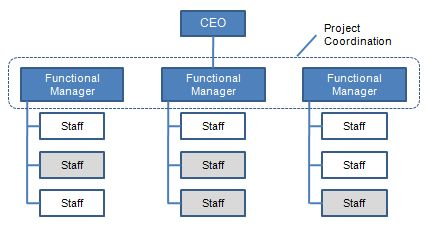 CEO
Project
Coordination
Functional
Manager
Functional
Manager
Functional
Manager
Staff
Staff
Staff
Staff
Staff
Staff
Staff
Staff
Staff